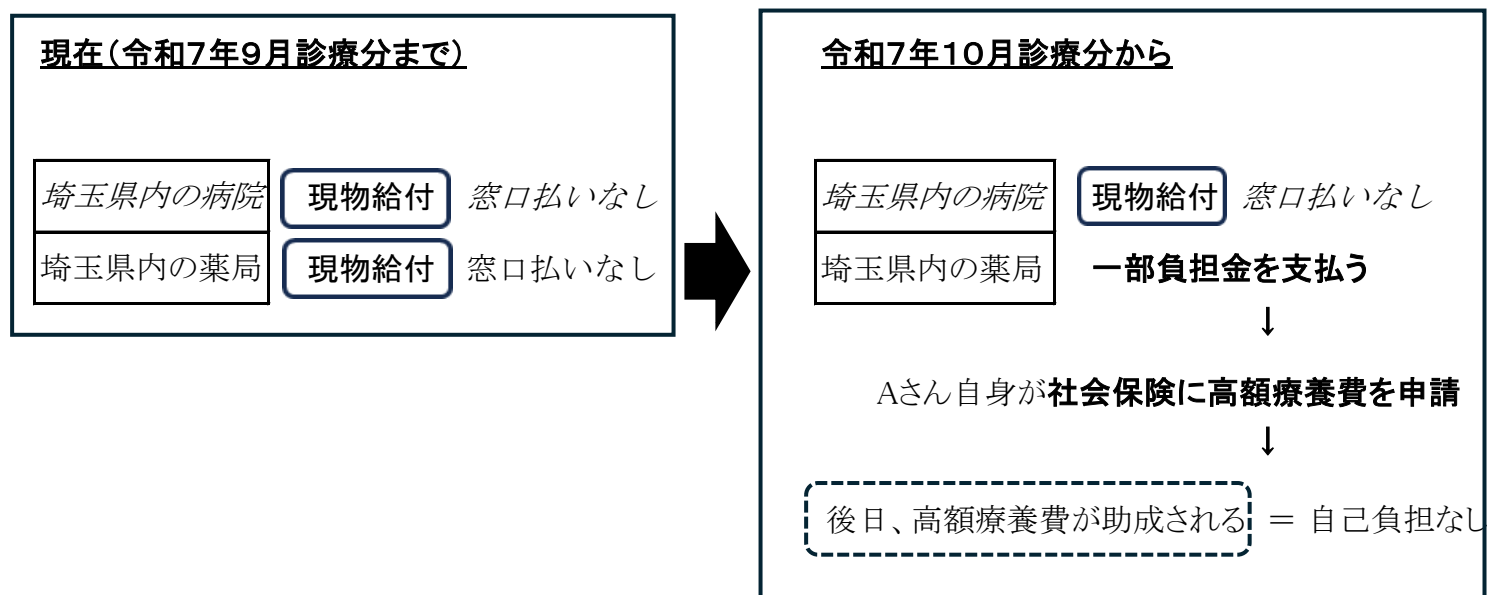 現在（令和７年９月診療分まで）
埼玉県内の病院 現物給付 窓口払いなし
埼玉県内の薬局 現物給付 窓口払いなし
令和７年１０月診療分から
埼玉県内の病院 現物給付 窓口払いなし
埼玉県内の薬局 一部負担金を支払う
↓
Aさん自身が社会保険に高額療養費を申請
↓
後日、高額療養費が助成される ＝ 自己負担なし